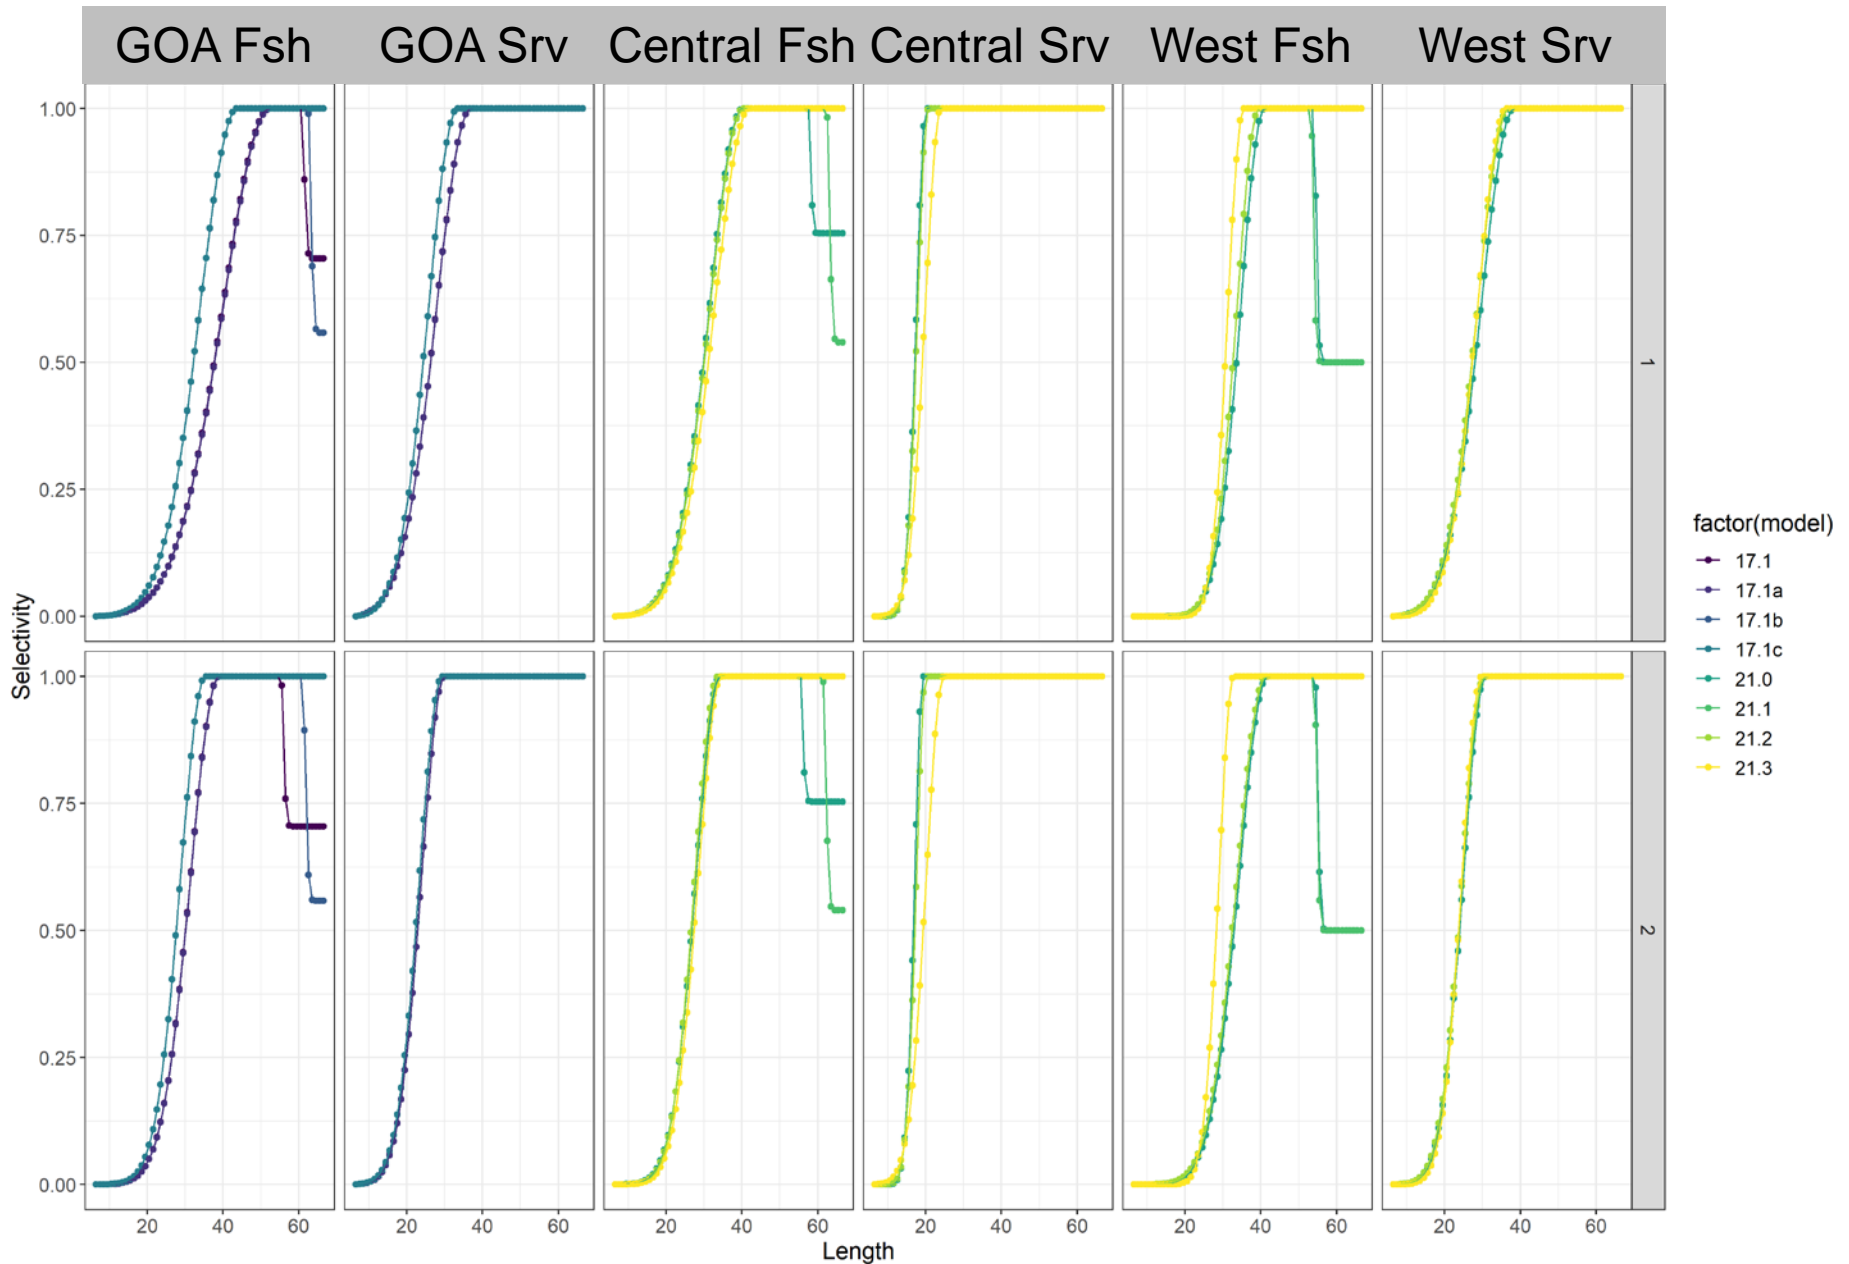 GOA Fsh GOA Srv Central Fsh Central Srv West Fsh West Srv
1.00
0.75
0.50
0.25
0.00
1
Selectivity
1.00
0.75
0.50
0.25
0.00
2
20 40 60 20 40 60 20 40 60 20 40 60 20 40 60 20 40 60
Length
factor(model)
17.1
17.1a
17.1b
17.1c
21.0
21.1
21.2
21.3